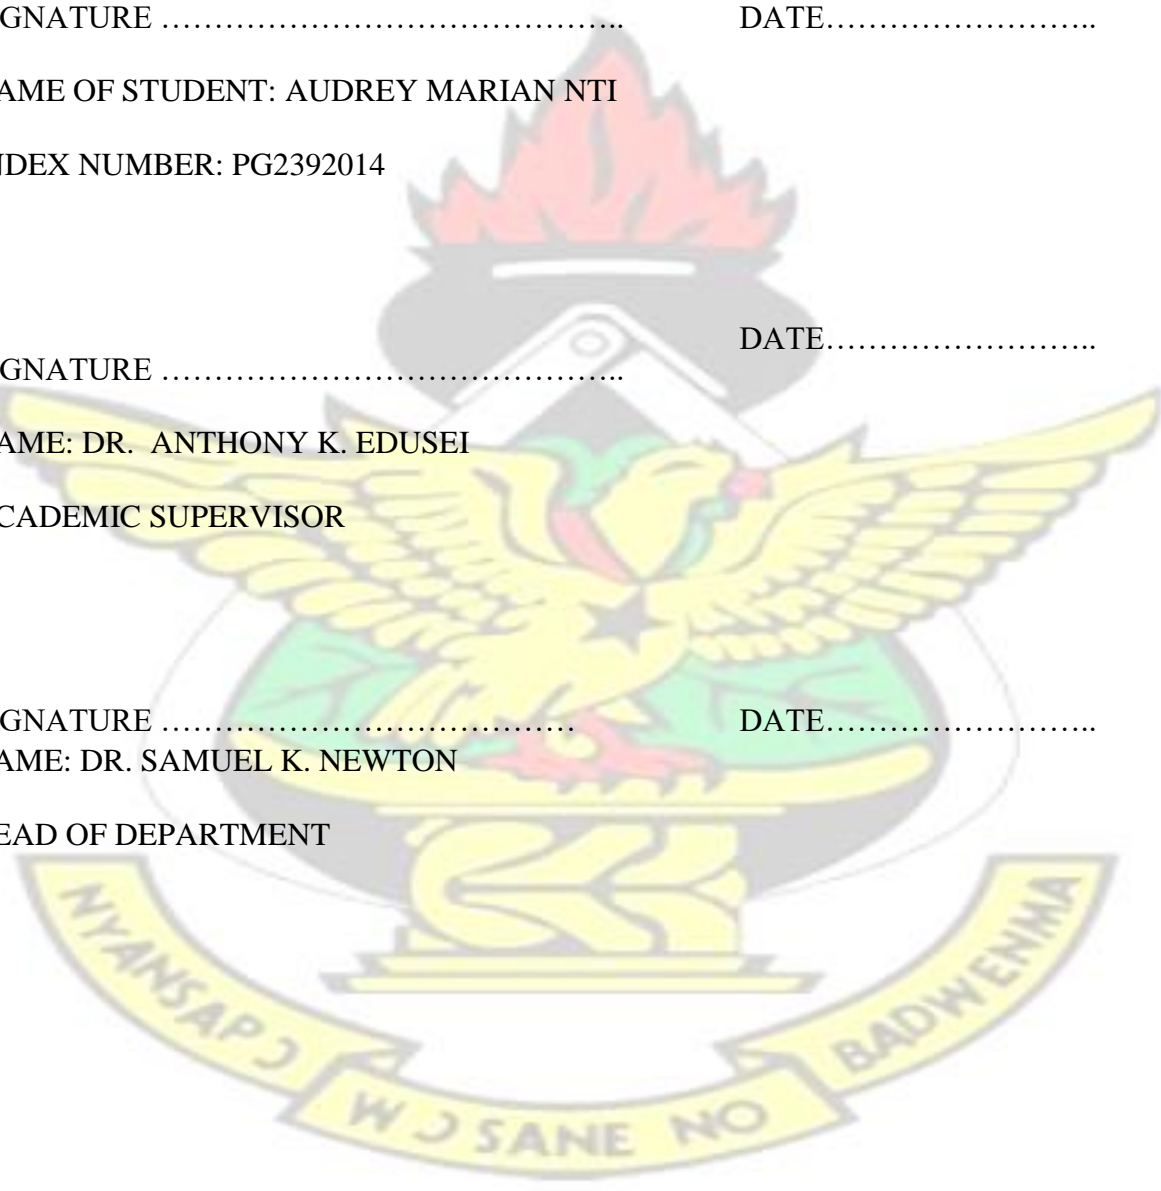 GNATURE ………………………………….. DATE……………………..
AME OF STUDENT: AUDREY MARIAN NTI
NDEX NUMBER: PG2392014
DATE……………………..
GNATURE ………………………………….. 
AME: DR. ANTHONY K. EDUSEI
CADEMIC SUPERVISOR
GNATURE ………………………………… DATE……………………..
AME: DR. SAMUEL K. NEWTON
EAD OF DEPARTMENT
NYANSAPƆ WƆSANE NO BADWENMA